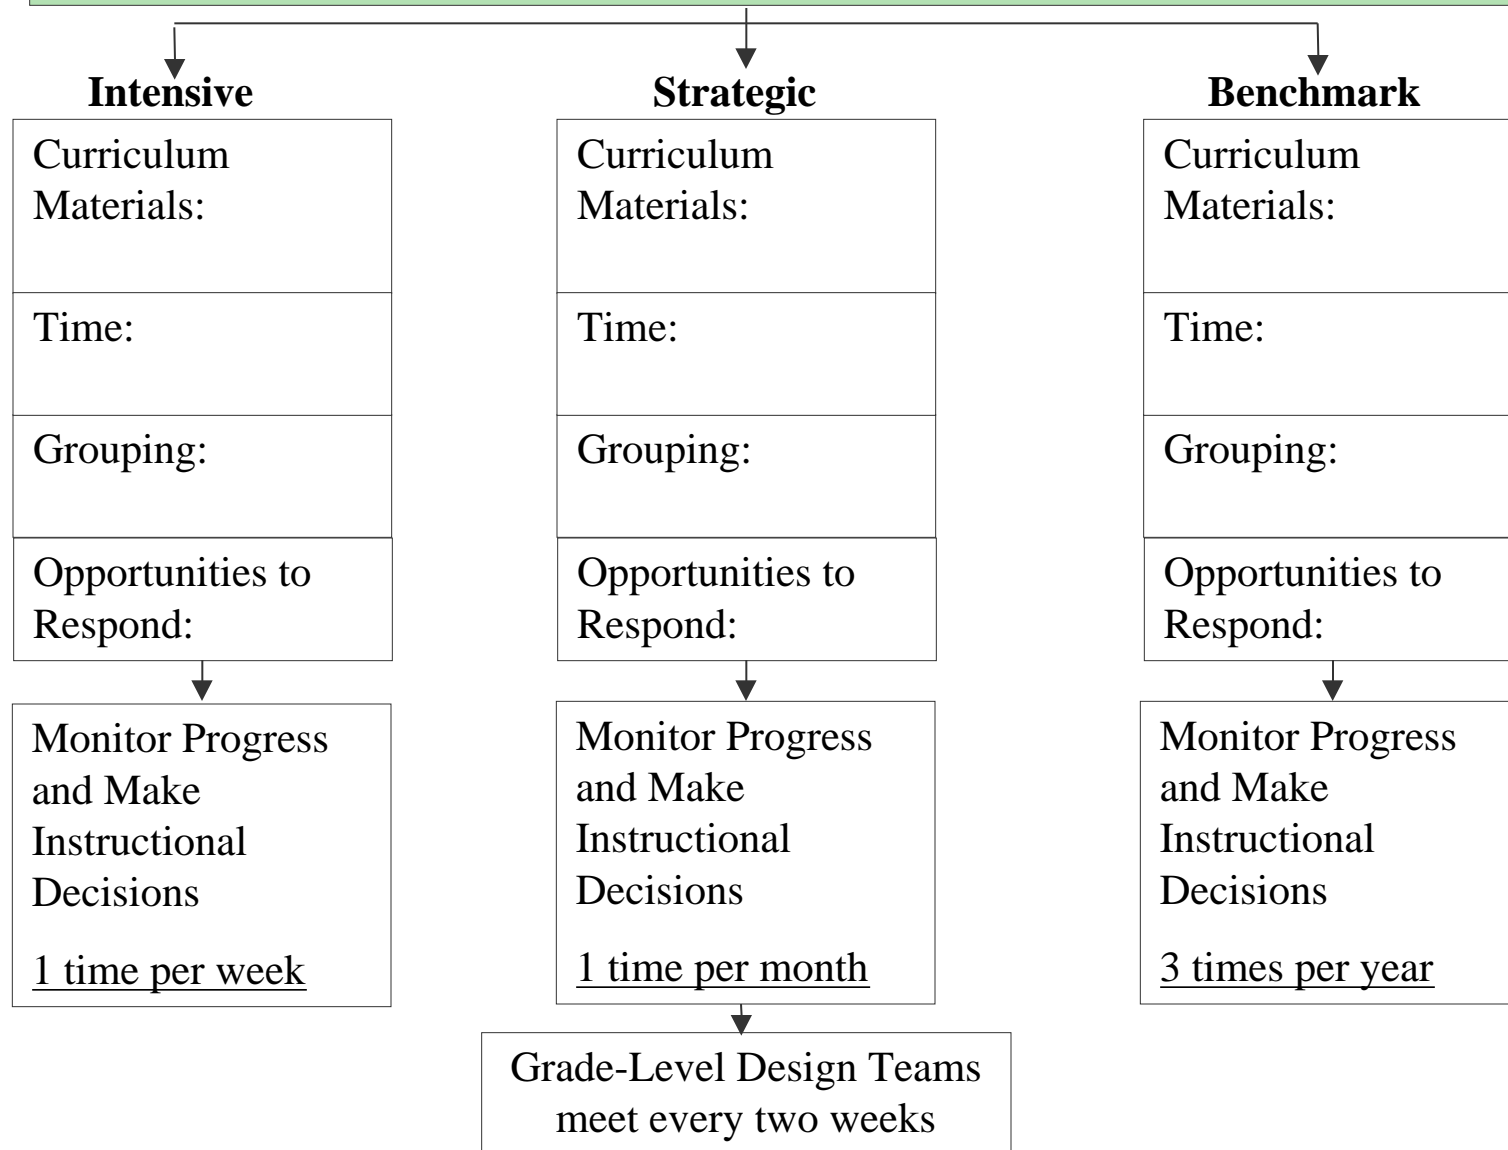 Intensive
Curriculum
Materials:
Time:
Grouping:
Opportunities to
Respond:
Monitor Progress
and Make
Instructional
Decisions
1 time per week
Strategic
Curriculum
Materials:
Time:
Grouping:
Opportunities to
Respond:
Monitor Progress
and Make
Instructional
Decisions
1 time per month
Benchmark
Curriculum
Materials:
Time:
Grouping:
Opportunities to
Respond:
Monitor Progress
and Make
Instructional
Decisions
3 times per year
Grade-Level Design Teams
meet every two weeks